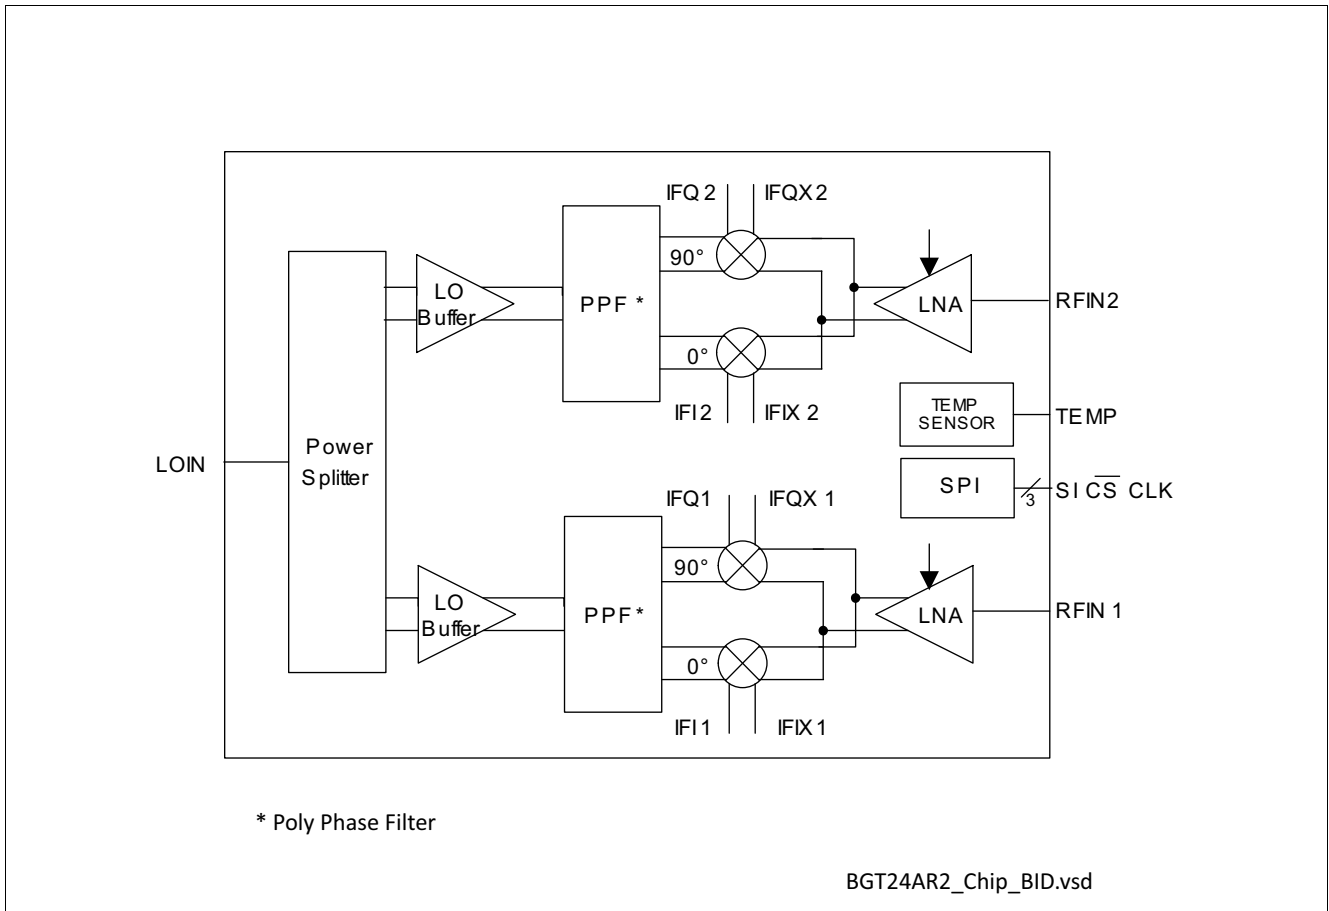 IFQ 2 IFQX 2
90°
LO
Buffer
PPF *
LNA
RFIN2
0°
IFI 2 IFIX 2
TEMP
SENSOR
TEMP
Power
Splitter
LOIN
SPI
3
SI C̅S̅ CLK
IFQ1 IFQX 1
90°
LO
Buffer
PPF *
LNA
RFIN 1
0°
IFI 1 IFIX 1
* Poly Phase Filter
BGT24AR2_Chip_BID.vsd